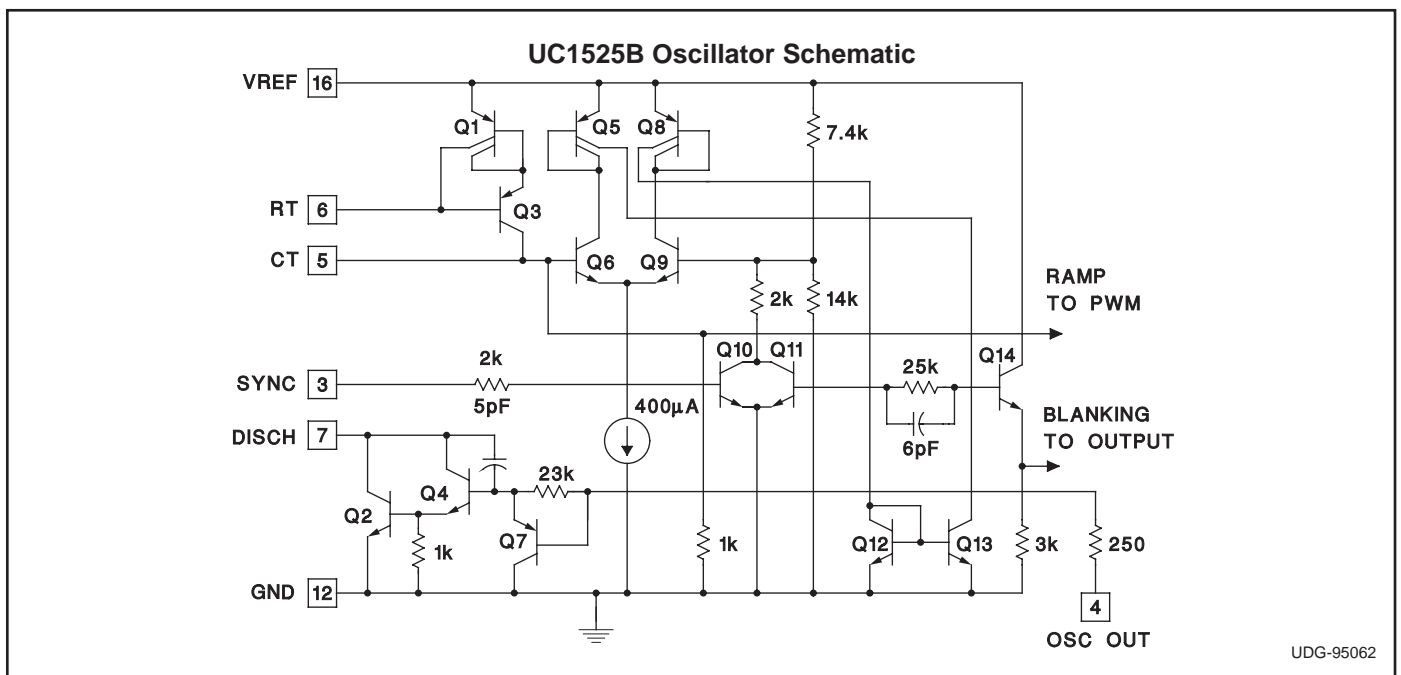 UC1525B Oscillator Schematic
VREF 16
Q1
Q5
Q8
7.4k
RT 6
Q3
CT 5
Q6
Q9
2k
14k
RAMP
TO PWM
Q10
Q11
Q14
2k
25k
SYNC 3
5pF
400μA
6pF
BLANKING
TO OUTPUT
DISCH 7
23k
Q4
Q2
1k
Q7
1k
Q12
Q13
3k
250
GND 12
4
OSC OUT
UDG-95062